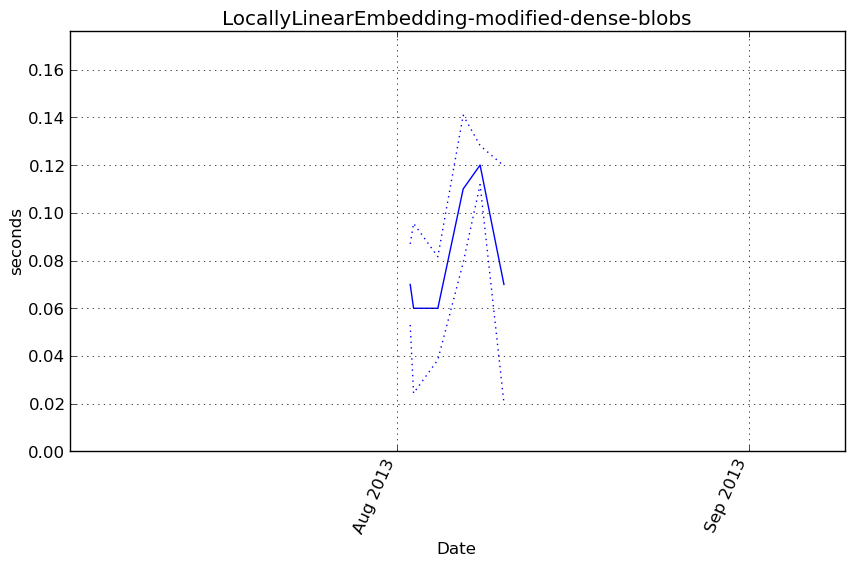 LocallyLinearEmbedding-modified-dense-blobs
0.16
0.14
0.12
0.10
0.08
0.06
0.04
0.02
0.00
seconds
Aug 2013
Sep 2013
Date